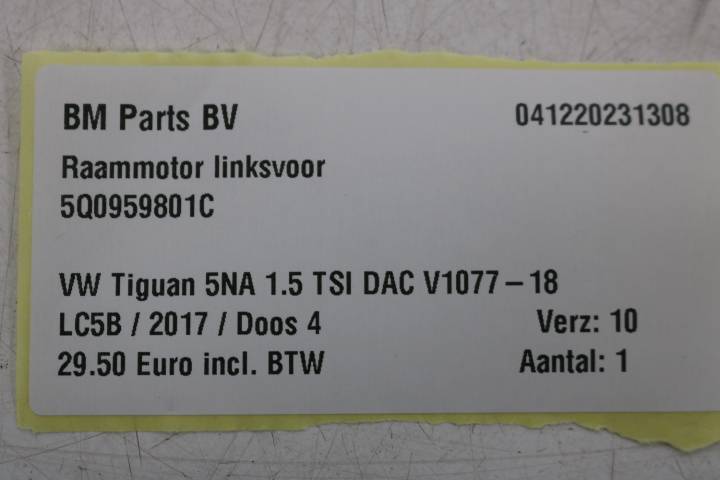 BM Parts BV 041220231308
Raammotor linksvoor
5Q0959801C
VW Tiguan 5NA 1.5 TSI DAC V1077 – 18
LC5B / 2017 / Doos 4 Verz: 10
29.50 Euro incl. BTW Aantal: 1